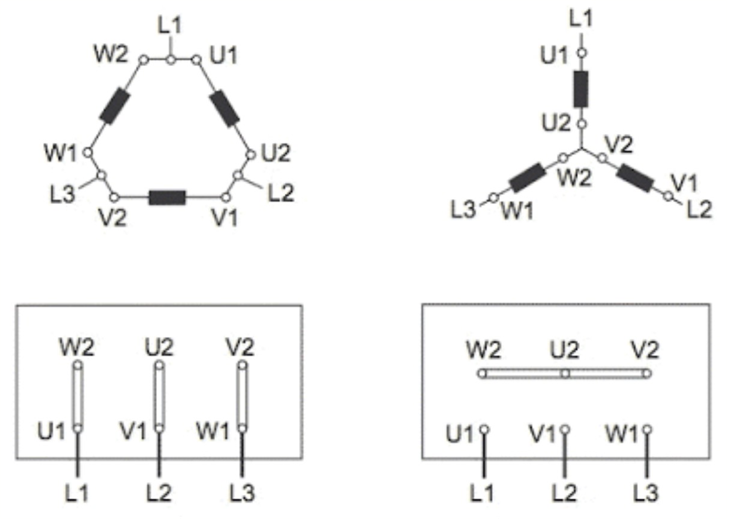 L1
W2 U1
W1 U2
L3 L2
V2 V1
L1
U1
U2
V2
W2
V1
L3 W1 L2
W2 U2 V2
U1 V1 W1
L1 L2 L3
W2 U2 V2
U1 V1 W1
L1 L2 L3